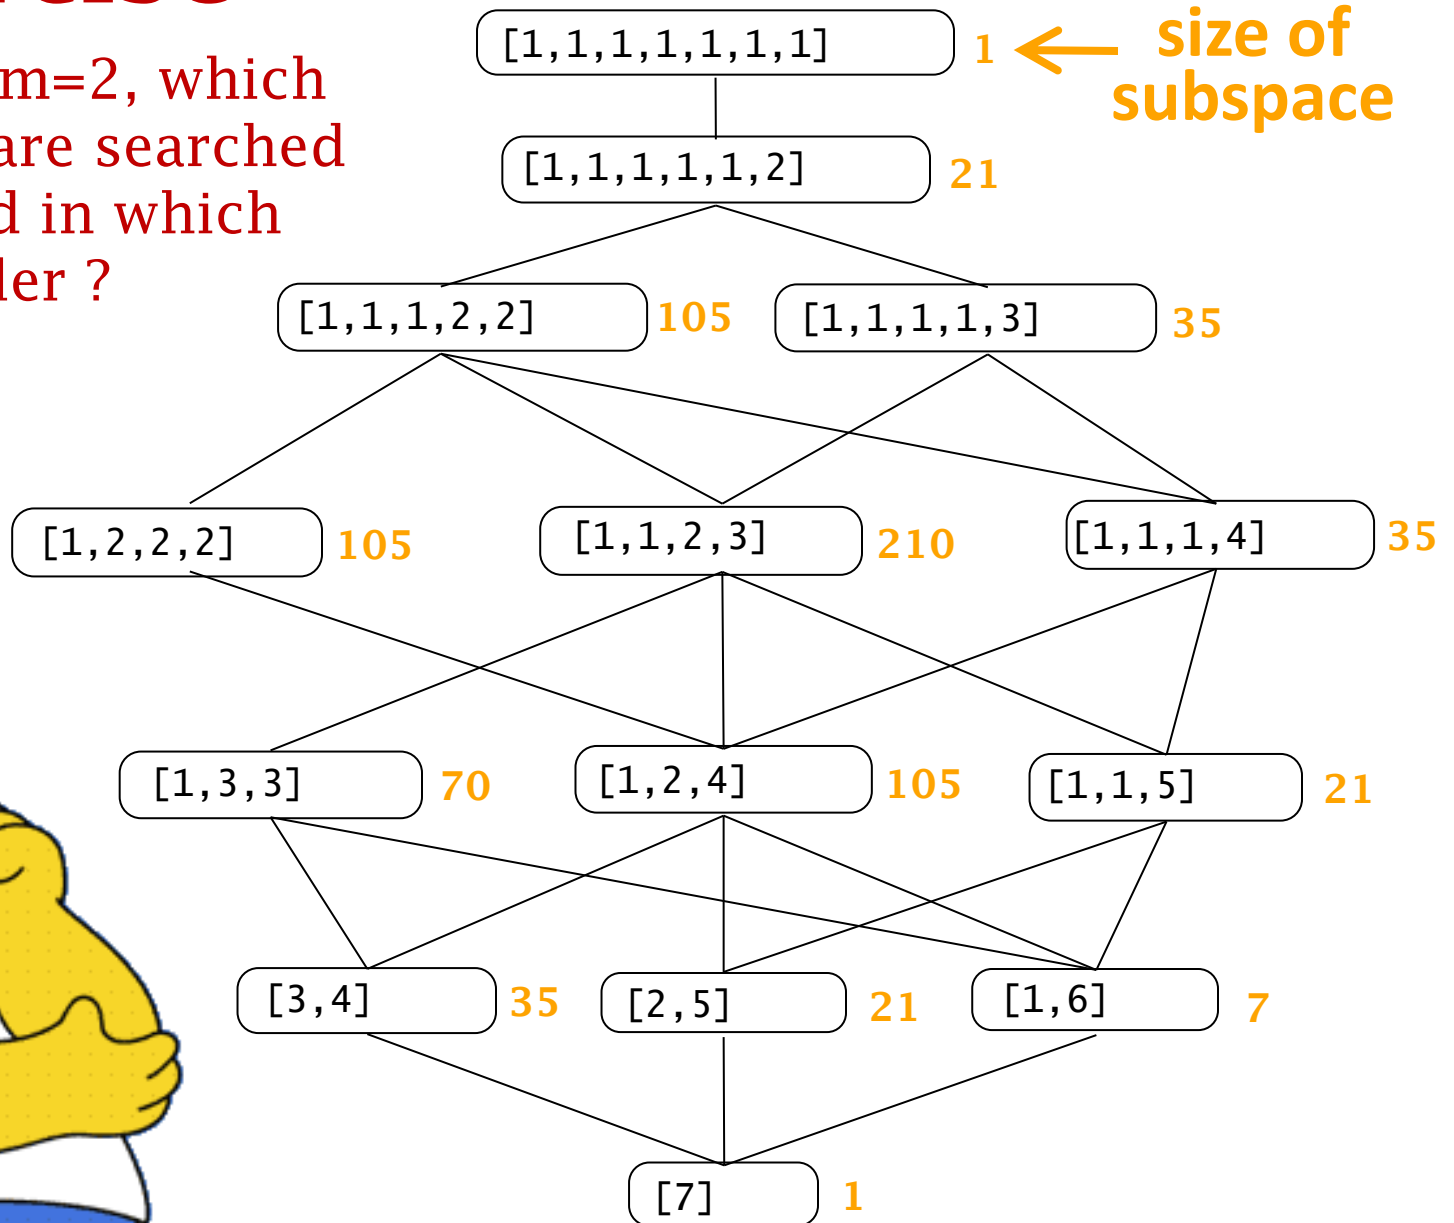 [1,1,1,1,1,1,1] 1 size of
subspace
m=2, which
are searched
in which
?
[1,1,1,1,1,2] 21
[1,1,1,2,2] 105 [1,1,1,1,3] 35
[1,2,2,2] 105 [1,1,2,3] 210 [1,1,1,4] 35
[1,3,3] 70 [1,2,4] 105 [1,1,5] 21
[3,4] 35 [2,5] 21 [1,6] 7
[7] 1